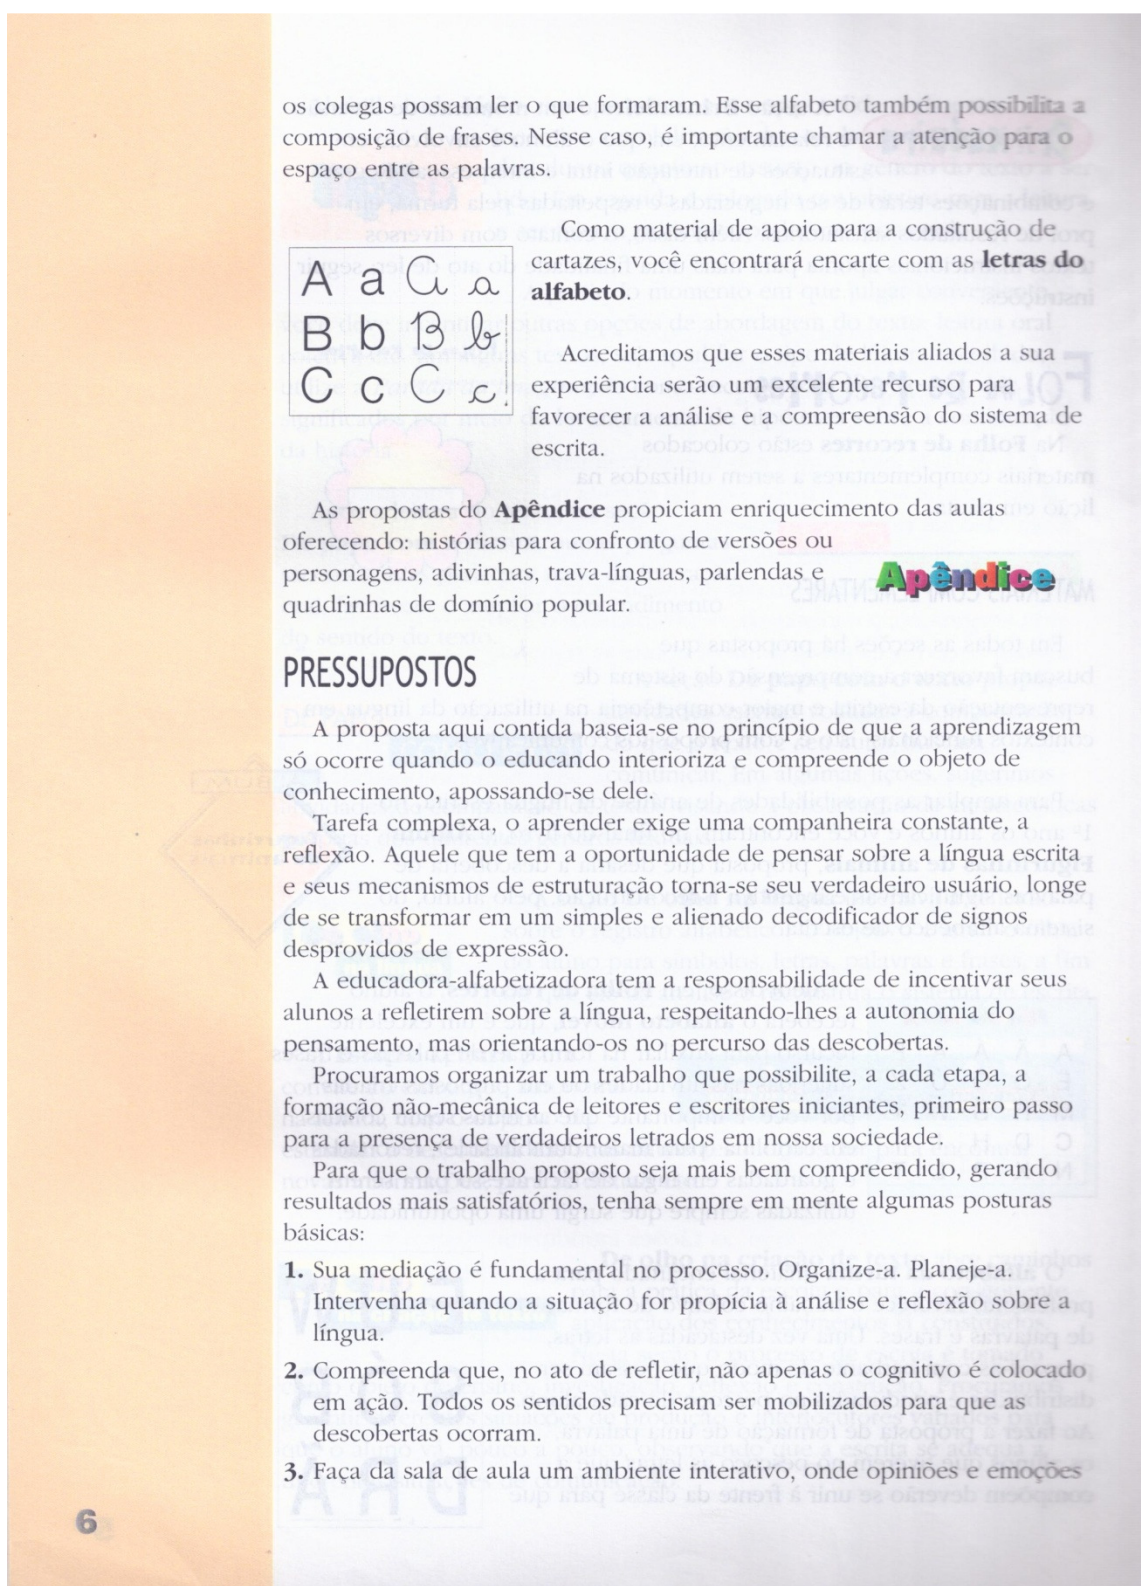 os colegas possam ler o que formaram. Esse alfabeto também possibilita a
composição de frases. Nesse caso, é importante chamar a atenção para o
espaço entre as palavras.
A a A a
B b B b
C c C c
Como material de apoio para a construção de
cartazes, você encontrará encarte com as letras do
alfabeto.
Acreditamos que esses materiais aliados a sua
experiência serão um excelente recurso para
favorecer a análise e a compreensão do sistema de
escrita.
As propostas do Apêndice propiciam enriquecimento das aulas
oferecendo: histórias para confronto de versões ou
personagens, adivinhas, trava-línguas, parlendas e
quadrinhas de domínio popular.
Apêndice
PRESSUPOSTOS
A proposta aqui contida baseia-se no princípio de que a aprendizagem
só ocorre quando o educando interioriza e compreende o objeto de
conhecimento, apossando-se dele.
Tarefa complexa, o aprender exige uma companheira constante, a
reflexão. Aquele que tem a oportunidade de pensar sobre a língua escrita
e seus mecanismos de estruturação torna-se seu verdadeiro usuário, longe
de se transformar em um simples e alienado decodificador de signos
desprovidos de expressão.
A educadora-alfabetizadora tem a responsabilidade de incentivar seus
alunos a refletirem sobre a língua, respeitando-lhes a autonomia do
pensamento, mas orientando-os no percurso das descobertas.
Procuramos organizar um trabalho que possibilite, a cada etapa, a
formação não-mecânica de leitores e escritores iniciantes, primeiro passo
para a presença de verdadeiros letrados em nossa sociedade.
Para que o trabalho proposto seja mais bem compreendido, gerando
resultados mais satisfatórios, tenha sempre em mente algumas posturas
básicas:
1. Sua mediação é fundamental no processo. Organize-a. Planeje-a.
Intervenha quando a situação for propícia à análise e reflexão sobre a
língua.
2. Compreenda que, no ato de refletir, não apenas o cognitivo é colocado
em ação. Todos os sentidos precisam ser mobilizados para que as
descobertas ocorram.
3. Faça da sala de aula um ambiente interativo, onde opiniões e emoções
6